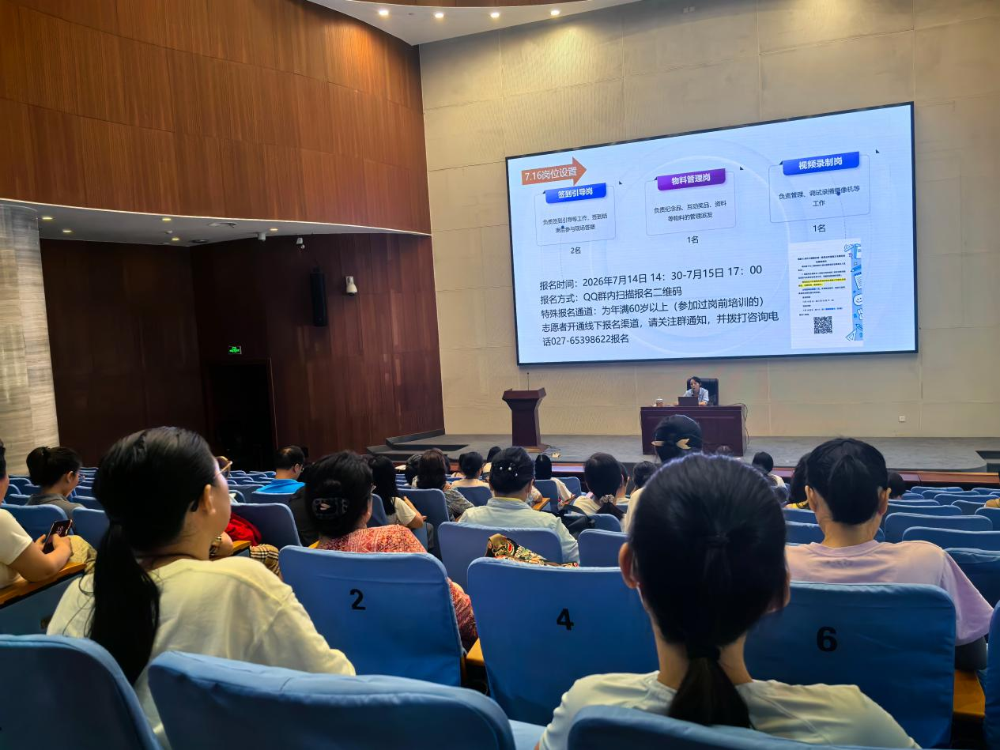 7.16岗位设置
签到引导岗
负责签到引导等工作，签到结
束后参与现场答疑
2名
物料管理岗
负责纪念品、互动奖品、资料
等物料的管理派发
1名
视频录制岗
负责管理、调试录播摄像机等
工作
1名
报名时间：2026年7月14日 14：30-7月15日 17：00
报名方式：QQ群内扫描报名二维码
特殊报名通道：为年满60岁以上（参加过岗前培训的）
志愿者开通线下报名渠道，请关注群通知，并拨打咨询电
话027-65398622报名
2
4
6